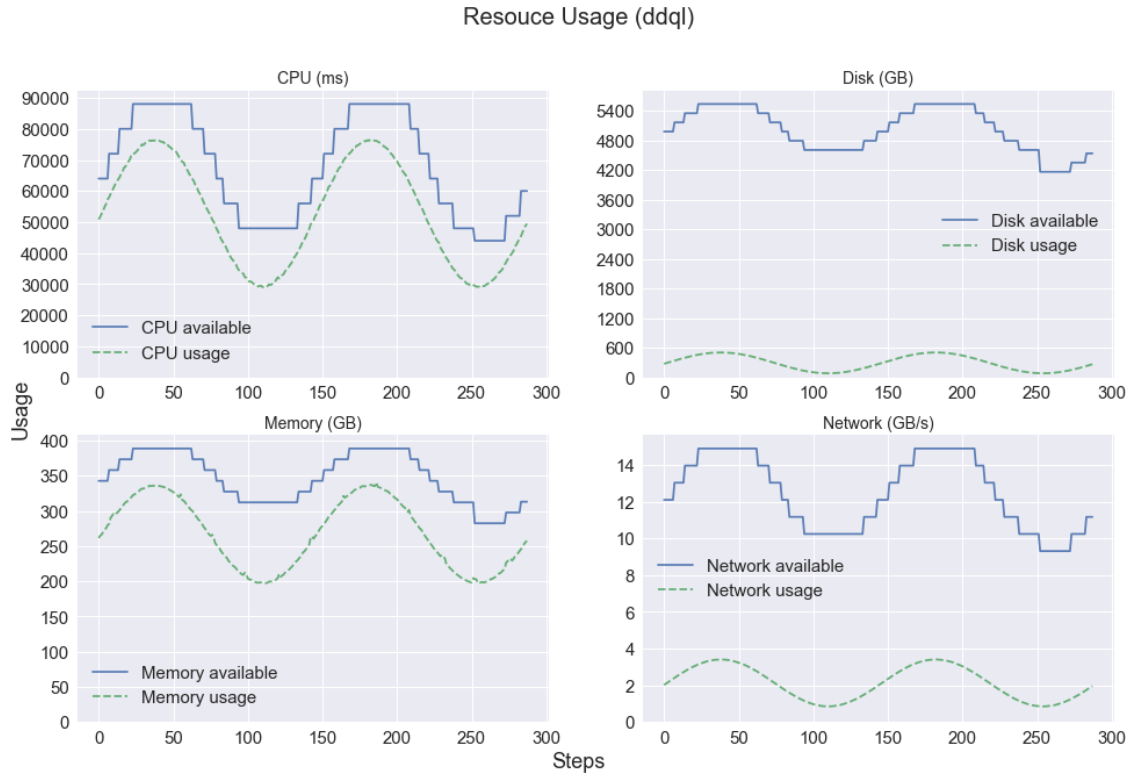 Resouce Usage (ddql)
CPU (ms)
90000
80000
70000
60000
50000
40000
30000
20000
10000
0
CPU available
CPU usage
0 50 100 150 200 250 300
Disk (GB)
5400
4800
4200
3600
3000
2400
1800
1200
600
0
Disk available
Disk usage
0 50 100 150 200 250 300
Usage
Memory (GB)
400
350
300
250
200
150
100
50
0
Memory available
Memory usage
0 50 100 150 200 250 300
Network (GB/s)
14
12
10
8
6
4
2
0
Network available
Network usage
0 50 100 150 200 250 300
Steps